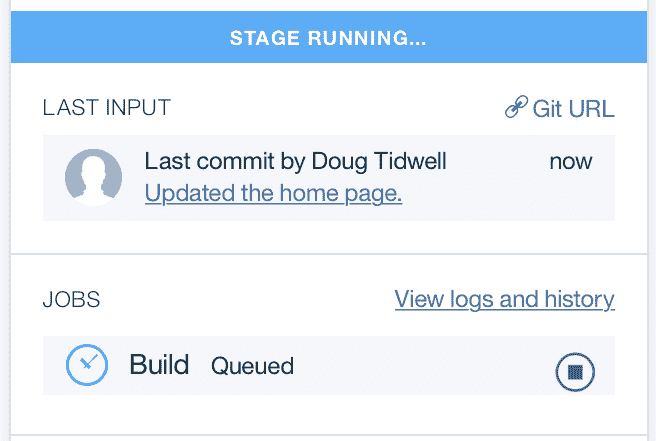 STAGE RUNNING...
LAST INPUT Git URL
Last commit by Doug Tidwell now
Updated the home page.
JOBS View logs and history
Build Queued